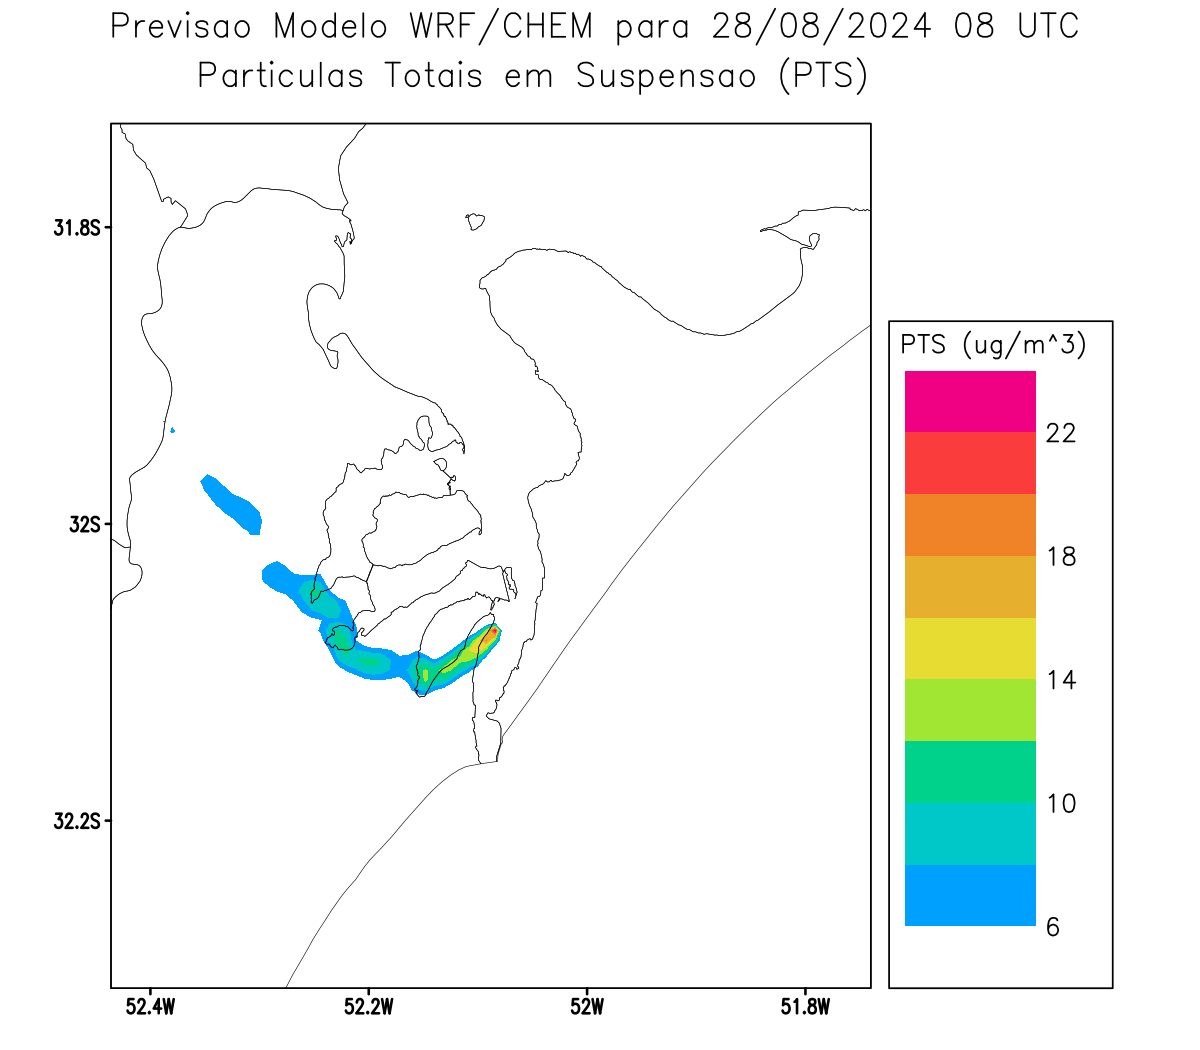 Previsao Modelo WRF/CHEM para 28/08/2024 08 UTC
Particulas Totais em Suspensao (PTS)
31.8S
32S
32.2S
52.4W
52.2W
52W
51.8W
PTS (ug/m^3)
22
18
14
10
6